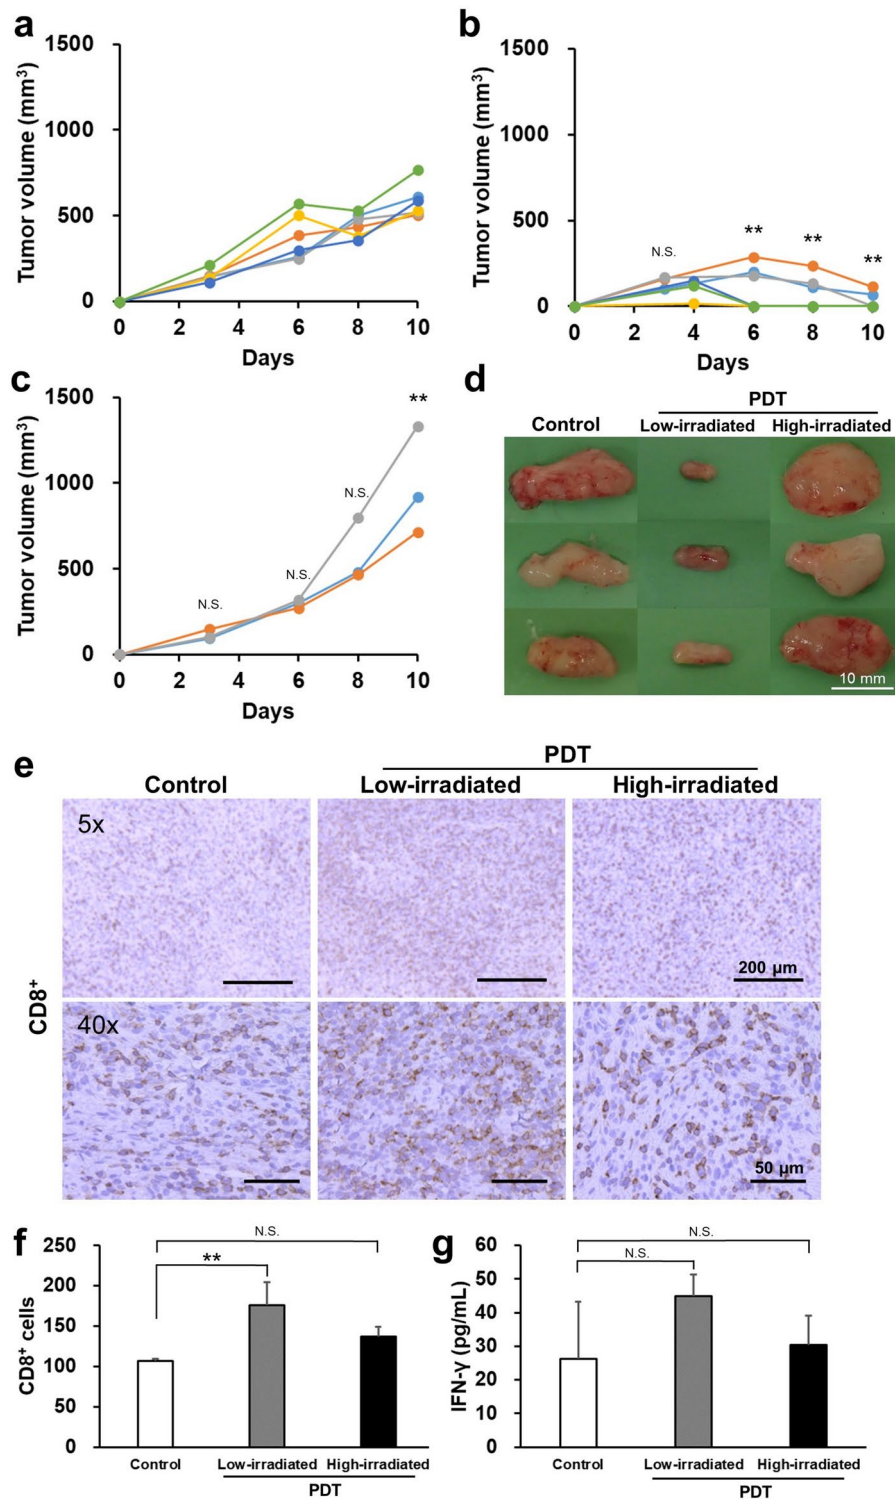 a
b
1500
1000
500
0
Tumor volume (mm³)
0 2 4 6 8 10
Days
1500
1000
500
0
Tumor volume (mm³)
N.S.
**
**
**
0 2 4 6 8 10
Days
c
1500
1000
500
0
Tumor volume (mm³)
N.S.
N.S.
N.S.
**
0 2 4 6 8 10
Days
d
PDT
Control Low-irradiated High-irradiated
10 mm
e
PDT
Control Low-irradiated High-irradiated
CD8⁺
5x
200 µm
40x
50 µm
f
N.S.
**
250
200
150
100
50
0
CD8⁺ cells
Control Low-irradiated High-irradiated
PDT
g
N.S.
N.S.
60
50
40
30
20
10
0
IFN-γ (pg/mL)
Control Low-irradiated High-irradiated
PDT